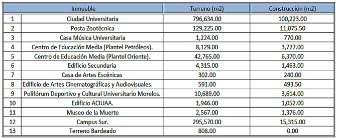 Inmueble Terreno (m2) Construcción (m2)
1 Ciudad Universitaria 796,634.00 100,223.00
2 Posta Zootécnica 129,225.00 11,075.50
3 Casa Música Universitaria 1,224.00 770.00
4 Centro de Educación Media (Plantel Petróleos). 8,129.00 3,777.00
5 Centro de Educación Media (Plantel Oriente). 42,765.00 6,370.00
6 Edificio Secundaria 4,315.00 1,463.00
7 Casa de Artes Escénicas 302.00 240.00
8 Edificio de Artes Cinematográficas y Audiovisuales. 591.00 493.50
9 Polifórum Deportivo y Cultural Universitario Morelos. 10,689.00 3,614.00
10 Edificio ACIUAA. 1,946.00 1,052.00
11 Museo de la Muerte 2,567.00 1,376.00
12 Campus Sur. 295,570.00 15,315.00
13 Terreno Bardeado 808.00 0.00